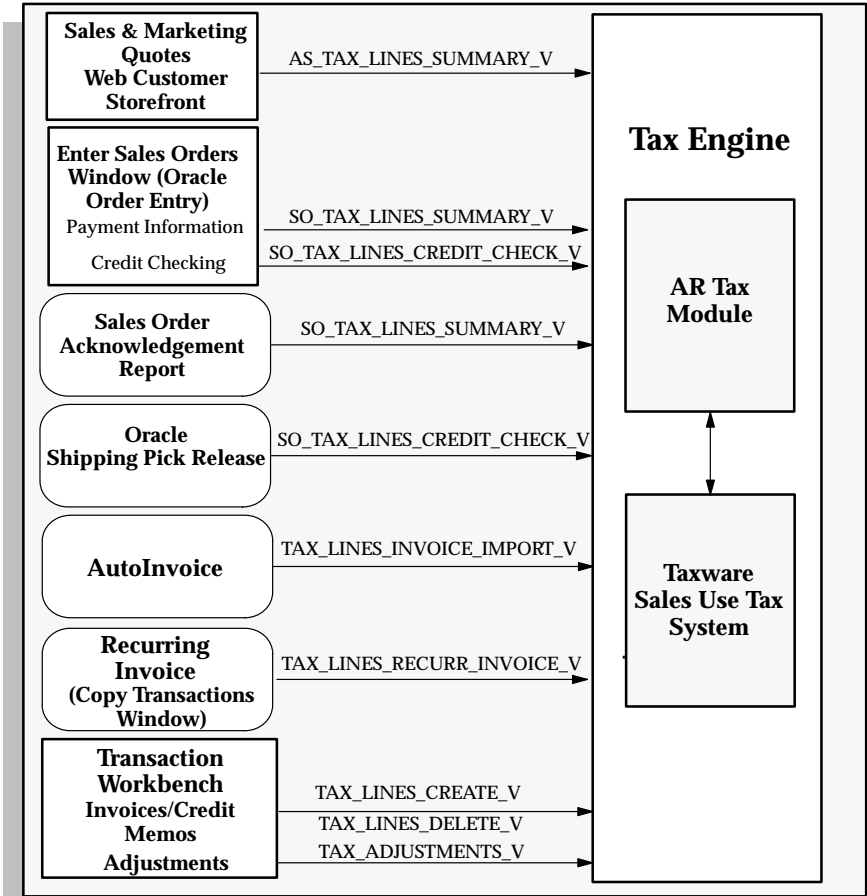 Sales & Marketing
Quotes
Web Customer
Storefront
AS_TAX_LINES_SUMMARY_V
Enter Sales Orders
Window (Oracle
Order Entry)
Payment Information
Credit Checking
SO_TAX_LINES_SUMMARY_V
SO_TAX_LINES_CREDIT_CHECK_V
Sales Order
Acknowledgement
Report
SO_TAX_LINES_SUMMARY_V
Oracle
Shipping Pick Release
SO_TAX_LINES_CREDIT_CHECK_V
AutoInvoice
TAX_LINES_INVOICE_IMPORT_V
Recurring
Invoice
(Copy Transactions
Window)
TAX_LINES_RECURR_INVOICE_V
Transaction
Workbench
Invoices/Credit
Memos
Adjustments
TAX_LINES_CREATE_V
TAX_LINES_DELETE_V
TAX_ADJUSTMENTS_V
Tax Engine
AR Tax
Module
Taxware
Sales Use Tax
System